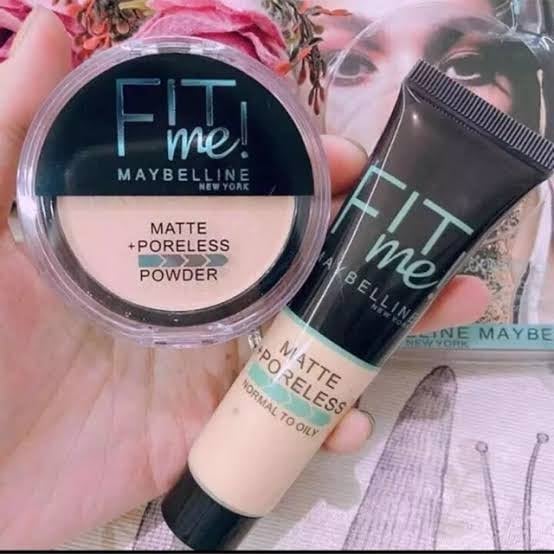 FIT
me!
MAYBELLINE
NEW YORK
MATTE
+PORELESS
POWDER
FIT
me
MAYBELLINE
NEW YORK
MATTE
+PORELESS
NORMAL TO OILY
MAYBE
NEW YORK